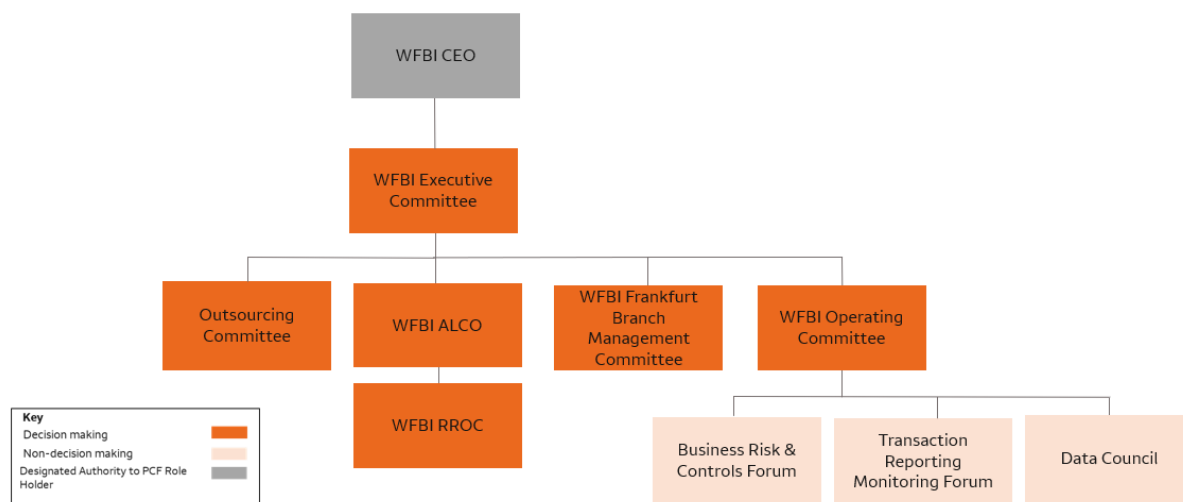 WFBI CEO
WFBI Executive
Committee
Outsourcing
Committee
WFBI ALCO
WFBI Frankfurt
Branch
Management
Committee
WFBI Operating
Committee
WFBI RROC
Business Risk &
Controls Forum
Transaction
Reporting
Monitoring Forum
Data Council
Key
Decision making
Non-decision making
Designated Authority to PCF Role
Holder